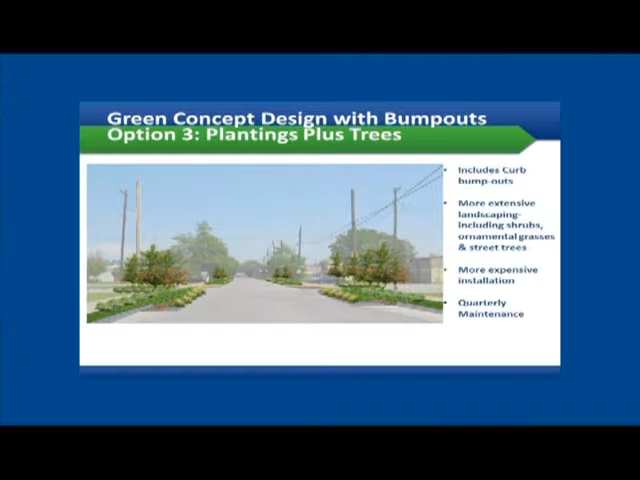 Green Concept Design with Bumpouts
Option 3: Plantings Plus Trees
• Includes Curb
bump-outs
• More extensive
landscaping-
including shrubs,
ornamental grasses
& street trees
• More expensive
installation
• Quarterly
Maintenance